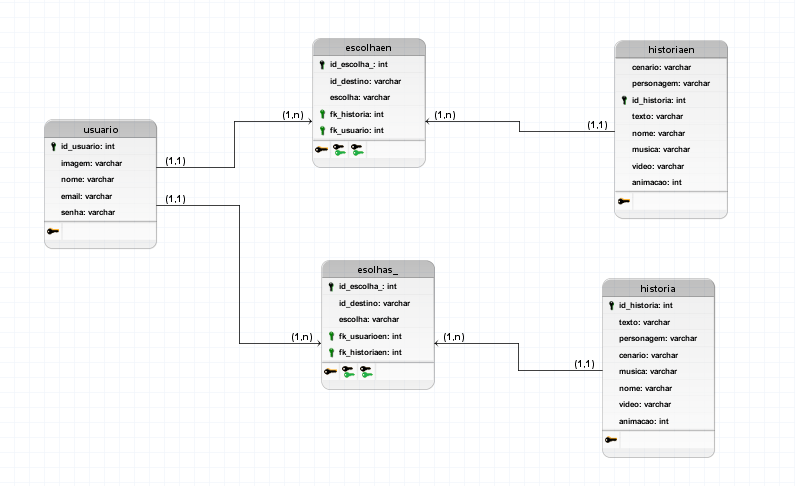 escolhaen
id_escolha_: int
id_destino: varchar
escolha: varchar
fk_historia: int
fk_usuario: int
historiaen
cenario: varchar
personagem: varchar
id_historia: int
texto: varchar
nome: varchar
musica: varchar
video: varchar
animacao: int
usuario
id_usuario: int
imagem: varchar
nome: varchar
email: varchar
senha: varchar
(1,1)
(1,n)
(1,n)
(1,1)
(1,1)
(1,n)
(1,n)
(1,1)
esolhas_
id_escolha_: int
id_destino: varchar
escolha: varchar
fk_usuarioen: int
fk_historiaen: int
historia
id_historia: int
texto: varchar
personagem: varchar
cenario: varchar
musica: varchar
nome: varchar
video: varchar
animacao: int